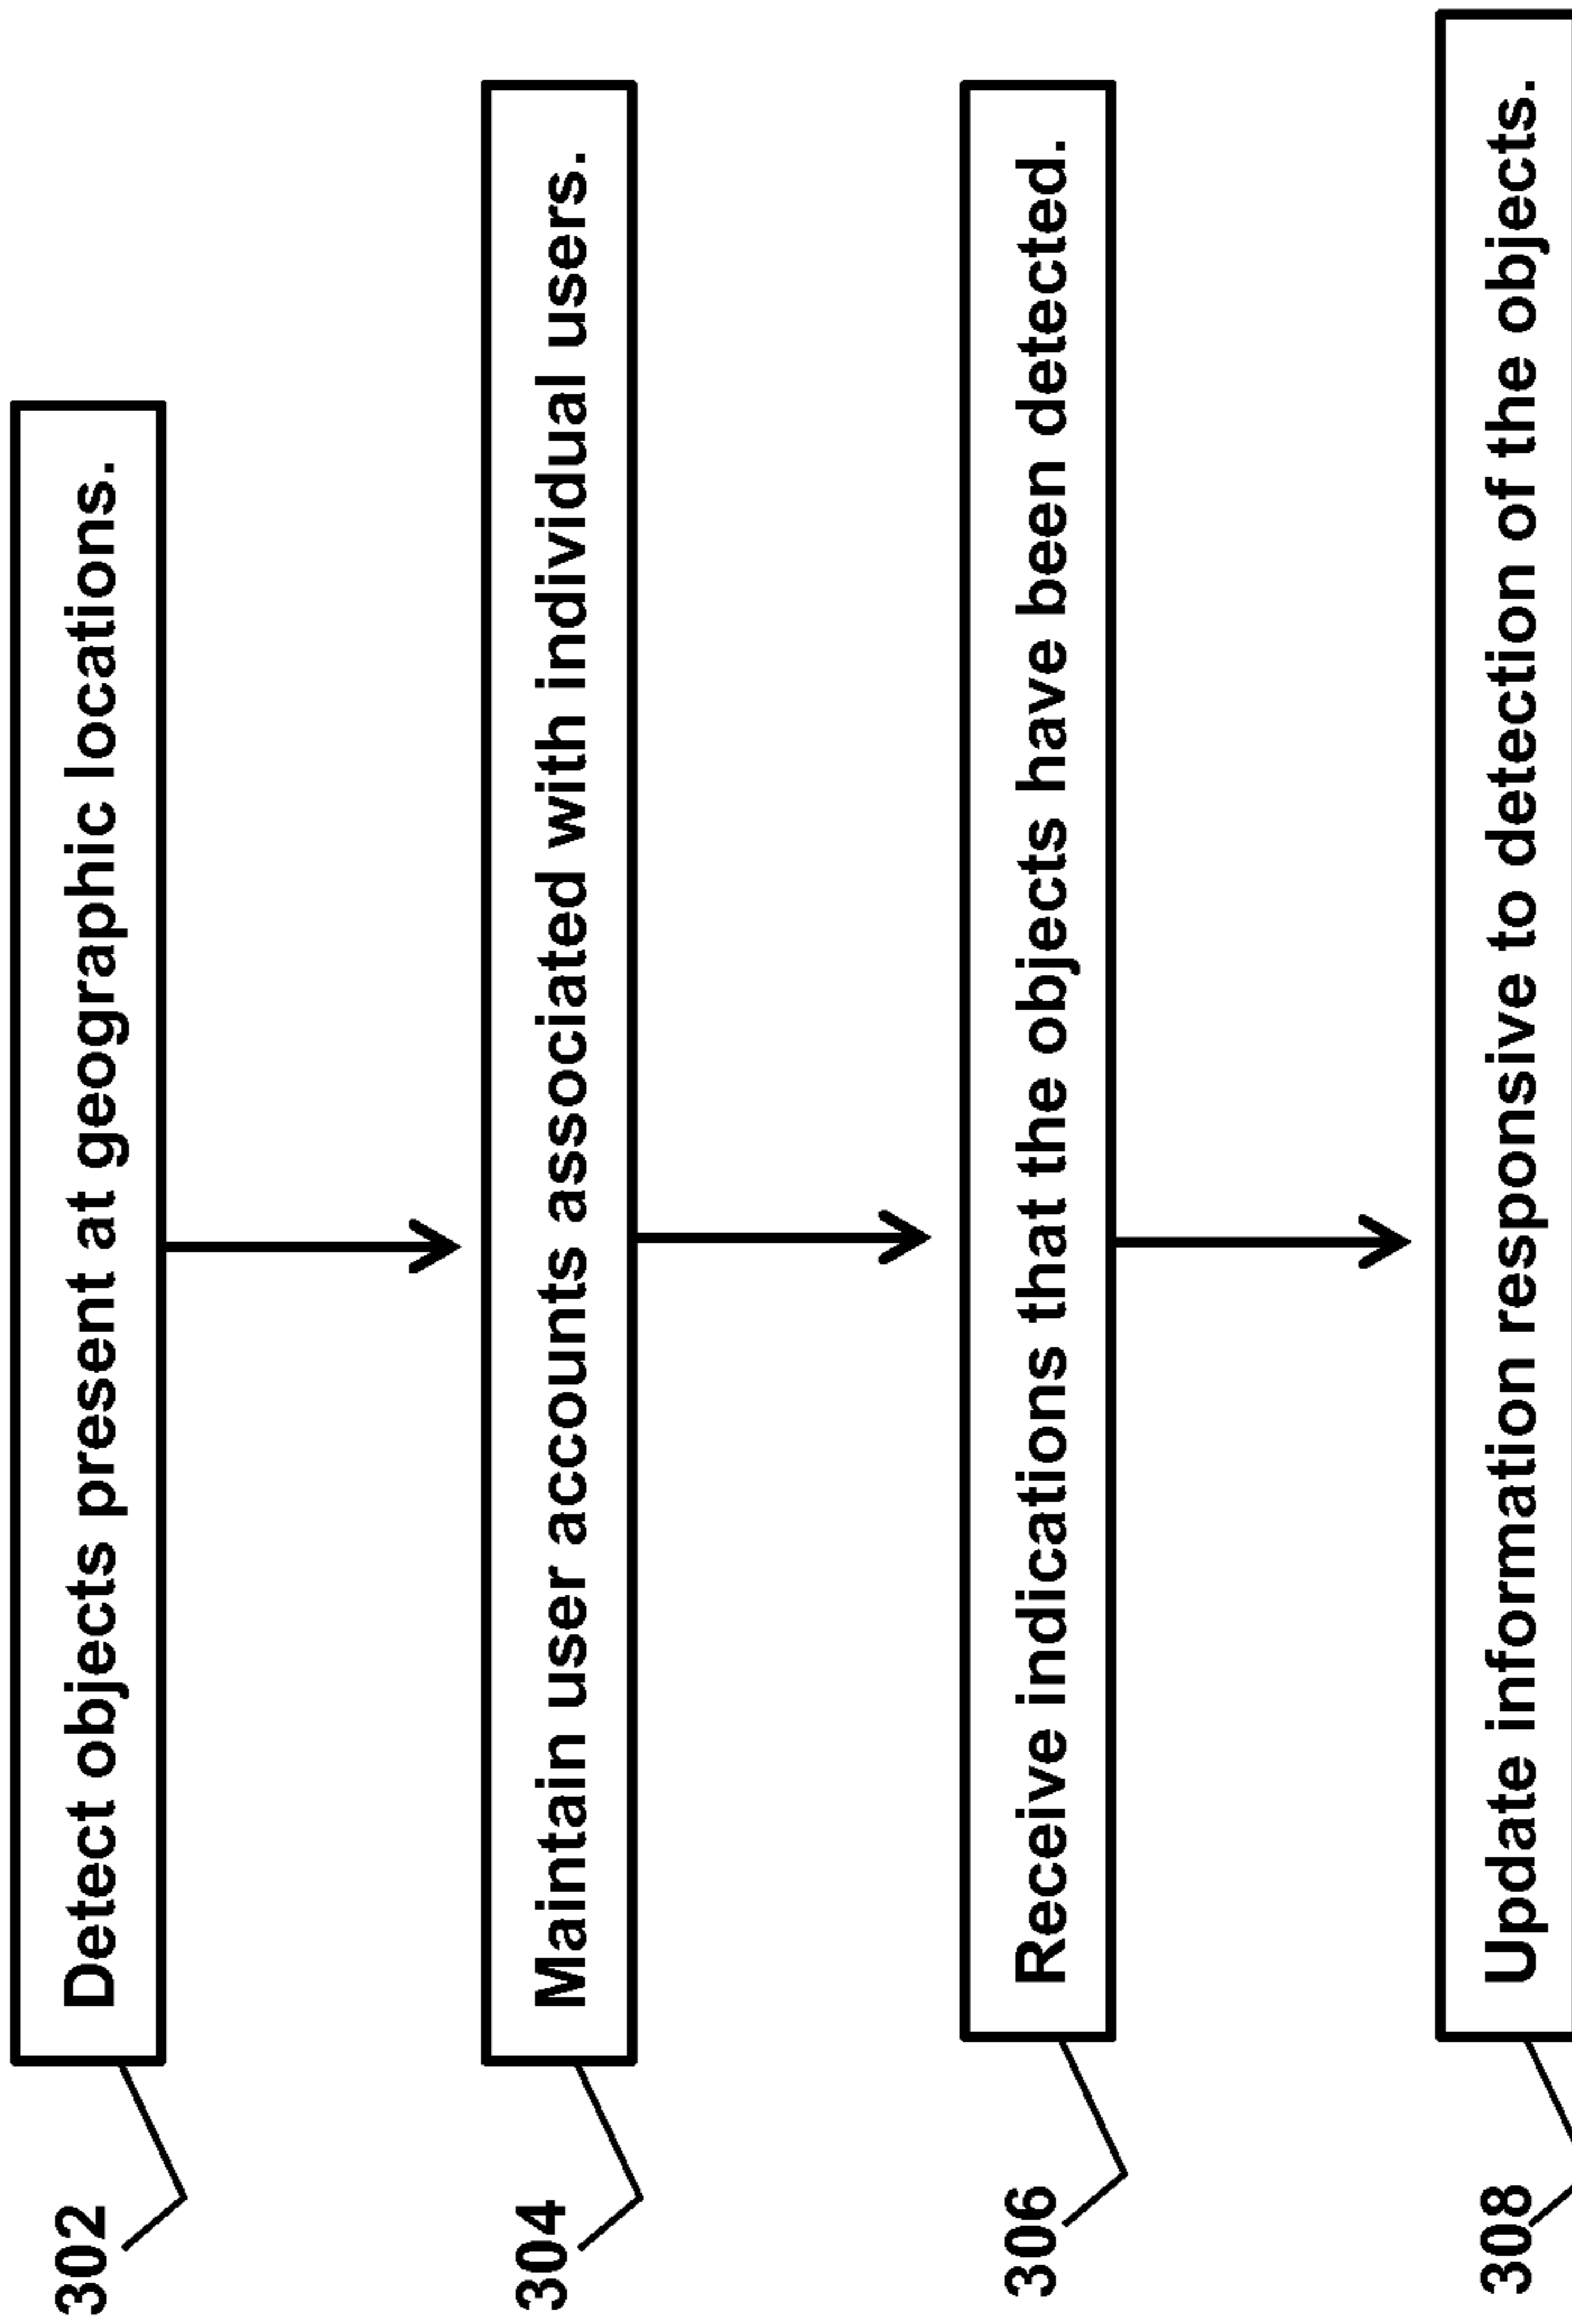 302
Detect objects present at geographic locations.
304
Maintain user accounts associated with individual users.
306
Receive indications that the objects have been detected.
308
Update information responsive to detection of the objects.